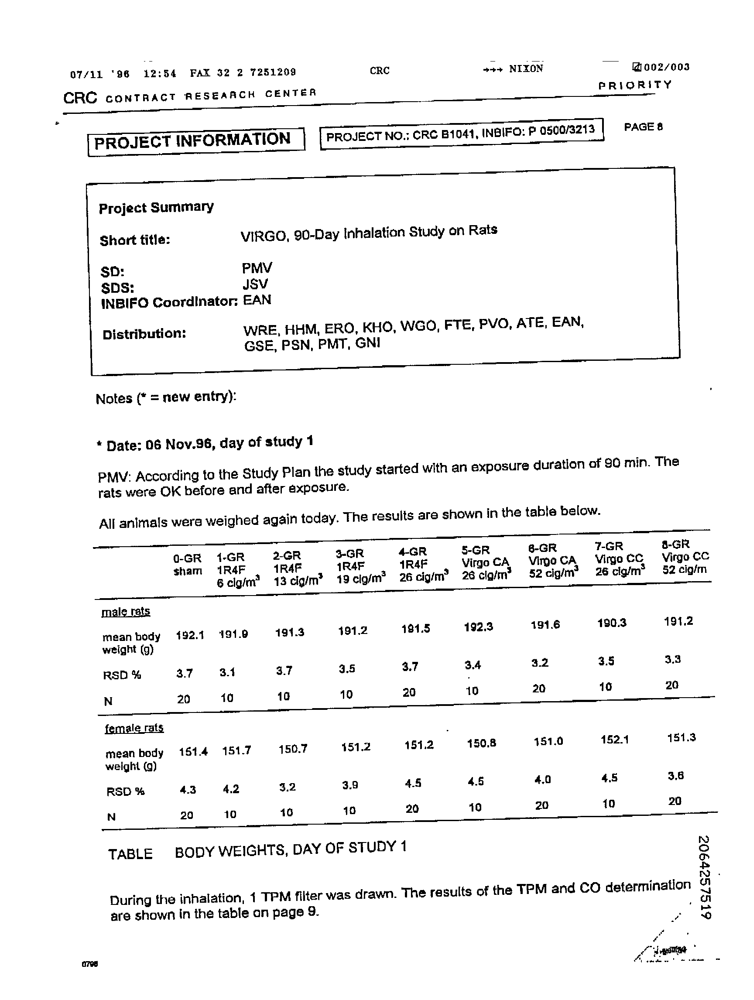 07/11 '96 12:54 FAX 32 2 7251209 CRC →→→ NIXON 002/003
CRC CONTRACT RESEARCH CENTER PRIORITY
PROJECT INFORMATION PROJECT NO.: CRC B1041, INBIFO: P 0500/3213 PAGE 8
Project Summary
Short title: VIRGO, 90-Day Inhalation Study on Rats
SD: PMV
SDS: JSV
INBIFO Coordinator: EAN
Distribution: WRE, HHM, ERO, KHO, WGO, FTE, PVO, ATE, EAN,
GSE, PSN, PMT, GNI
Notes (* = new entry):
* Date: 06 Nov.96, day of study 1
PMV: According to the Study Plan the study started with an exposure duration of 90 min. The
rats were OK before and after exposure.
All animals were weighed again today. The results are shown in the table below.
0-GR 1-GR 2-GR 3-GR 4-GR 5-GR 6-GR 7-GR 8-GR
sham 1R4F 1R4F 1R4F 1R4F Virgo CA Virgo CA Virgo CC Virgo CC
6 cig/m³ 13 cig/m³ 19 cig/m³ 26 cig/m³ 26 cig/m³ 52 cig/m³ 26 cig/m³ 52 cig/m
male rats
mean body 192.1 191.9 191.3 191.2 191.5 192.3 191.6 190.3 191.2
weight (g)
RSD % 3.7 3.1 3.7 3.5 3.7 3.4 3.2 3.5 3.3
N 20 10 10 10 20 10 20 10 20
female rats
mean body 151.4 151.7 150.7 151.2 151.2 150.8 151.0 152.1 151.3
weight (g)
RSD % 4.3 4.2 3.2 3.9 4.5 4.5 4.0 4.5 3.6
N 20 10 10 10 20 10 20 10 20
TABLE BODY WEIGHTS, DAY OF STUDY 1
During the inhalation, 1 TPM filter was drawn. The results of the TPM and CO determination
are shown in the table on page 9.
2064257519
0796